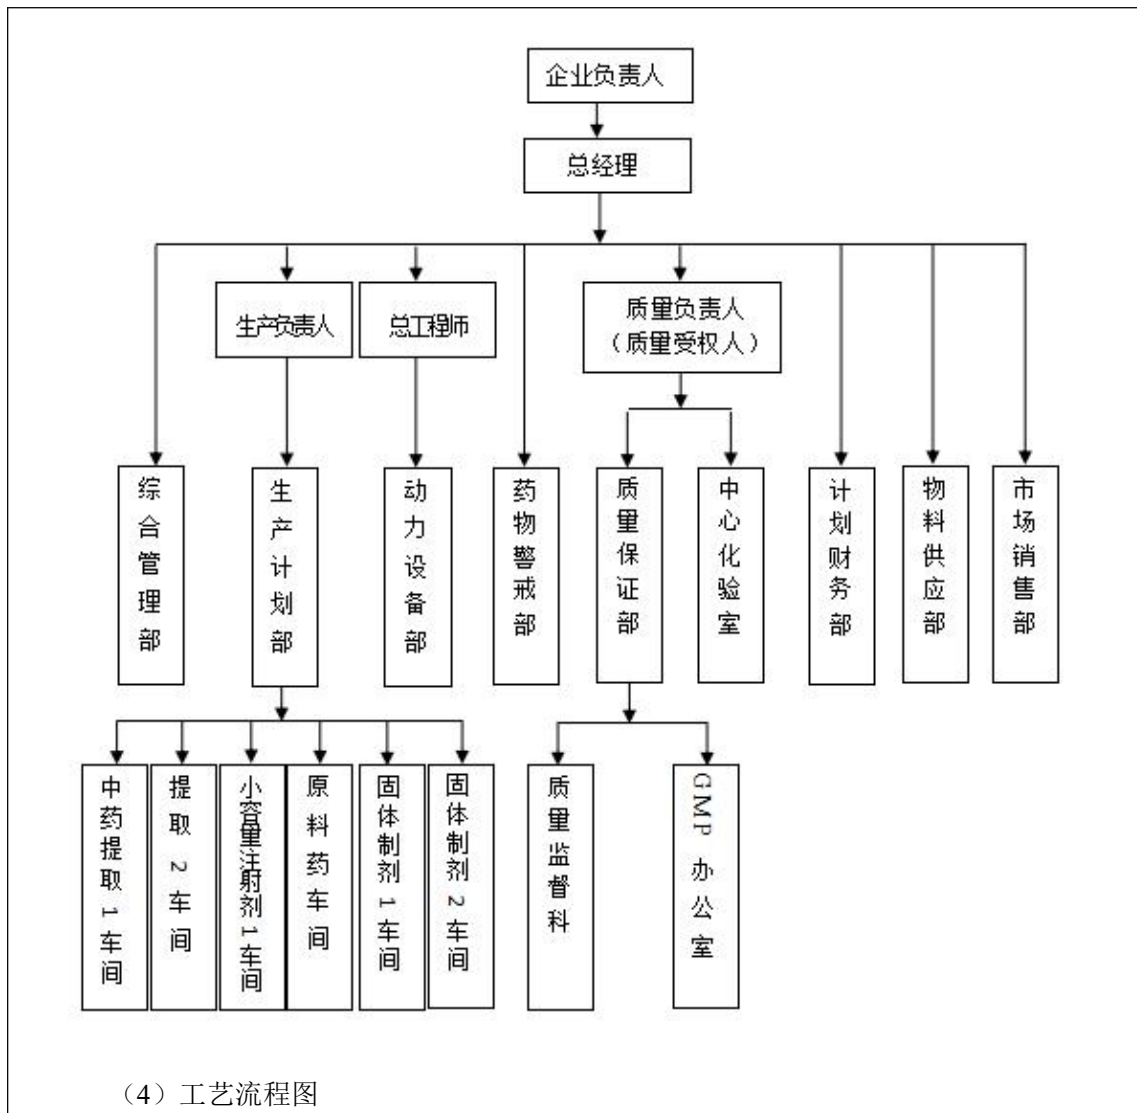 企业负责人
总经理
生产负责人
总工程师
质量负责人
（质量受权人）
综合管理部
生产计划部
动力设备部
药物警戒部
质量保证部
中心化验室
计划财务部
物料供应部
市场销售部
中药提取1车间
提取2车间
小容量注射剂1车间
原料药车间
固体制剂1车间
固体制剂2车间
质量监督科
GMP办公室
（4）工艺流程图